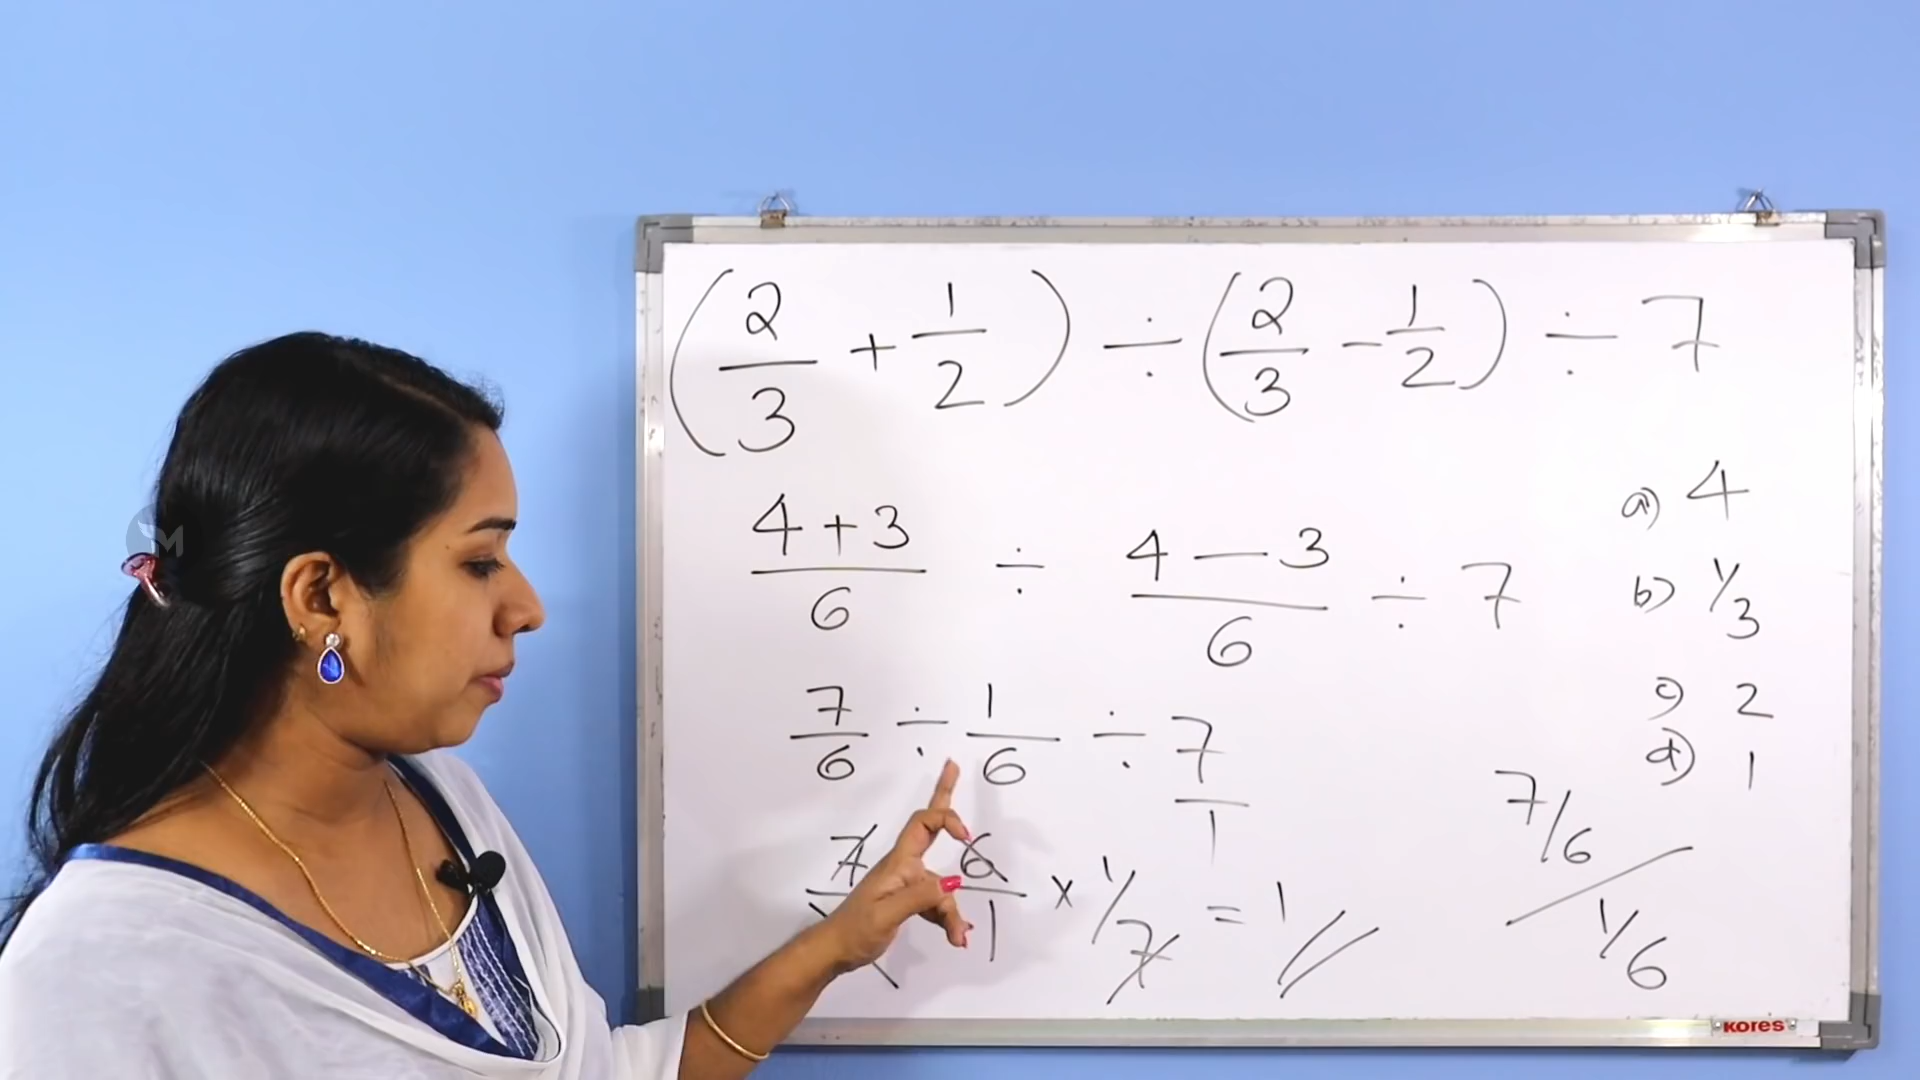 (2/3 + 1/2) ÷ (2/3 - 1/2) ÷ 7
4 + 3/6 ÷ 4 - 3/6 ÷ 7
7/6 ÷ 1/6 ÷ 7/1
7/ 6/1 × 1/7 = 1
a) 4
b) 1/3
c) 2
d) 1
7/6
1/6
kores
M